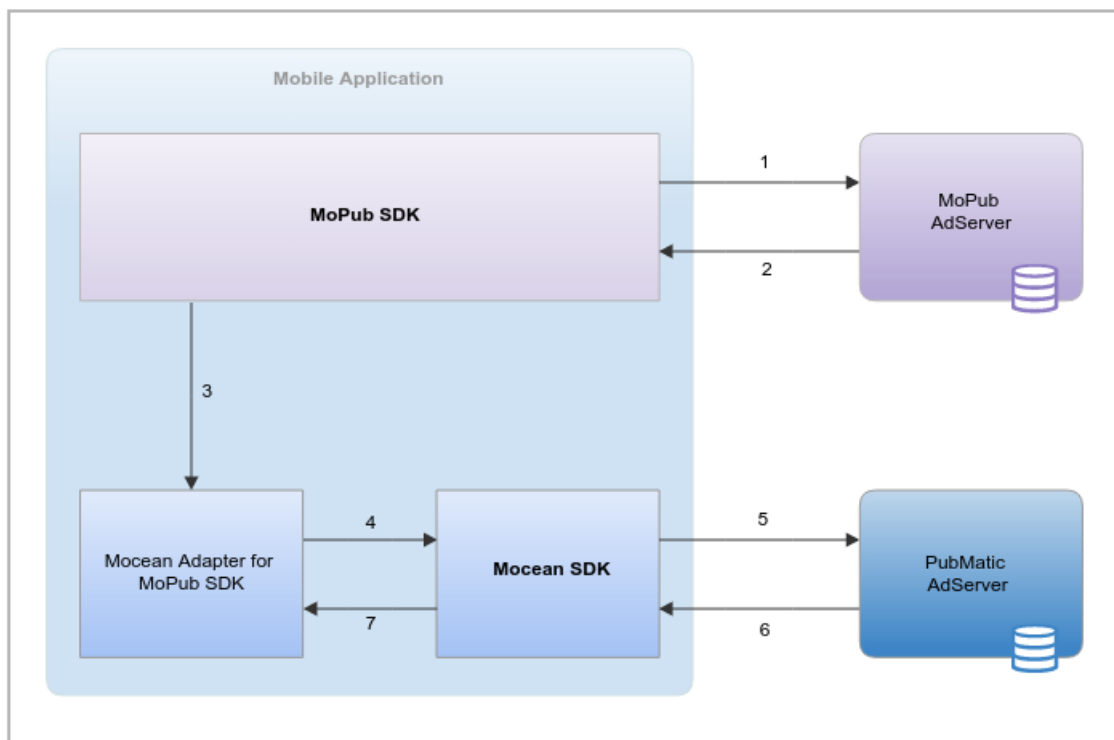 Mobile Application
MoPub SDK
1
2
MoPub
AdServer
3
Mocean Adapter for
MoPub SDK
4
7
Mocean SDK
5
6
PubMatic
AdServer